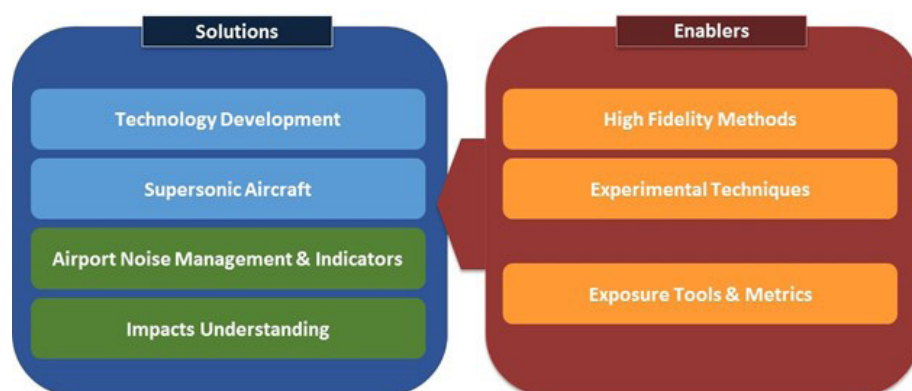 Solutions
Technology Development
Supersonic Aircraft
Airport Noise Management & Indicators
Impacts Understanding
Enablers
High Fidelity Methods
Experimental Techniques
Exposure Tools & Metrics